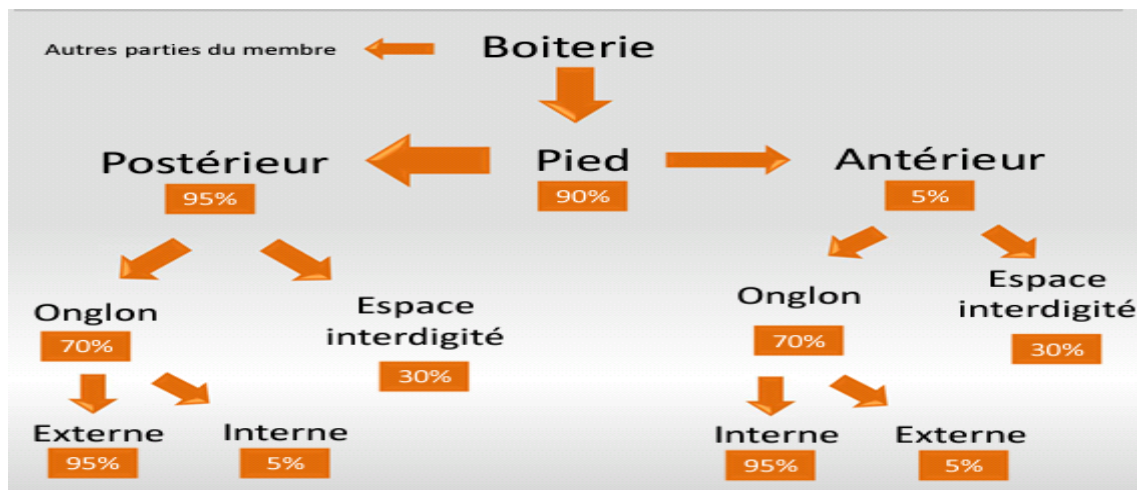 Boiterie
Autres parties du membre
Postérieur
Pied
Antérieur
95%
90%
5%
Onglon
Espace
interdigité
Onglon
Espace
interdigité
70%
30%
70%
30%
Externe
Interne
Interne
Externe
95%
5%
95%
5%